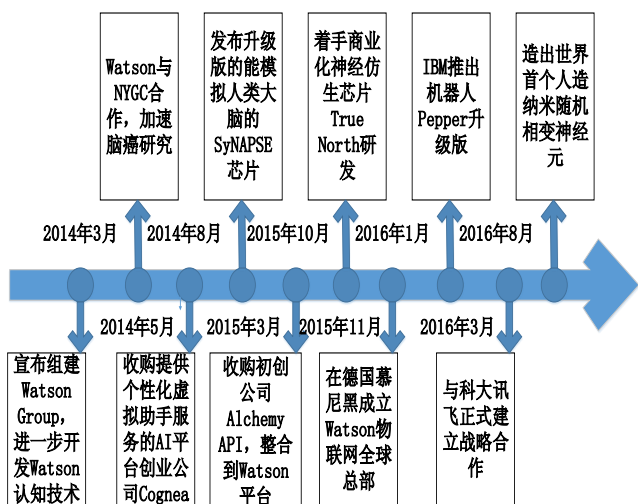 Watson与
NYGC合
作，加速
脑癌研究
发布升级
版的能模
拟人类大
脑的
SyNAPSE
芯片
着手商业
化神经仿
生芯片
True
North研
发
IBM推出
机器人
Pepper升
级版
造出世界
首个人造
纳米随机
相变神经
元
2014年3月
2014年8月
2015年10月
2016年1月
2016年8月
2014年5月
2015年3月
2015年11月
2016年3月
宣布组建
Watson
Group，
进一步开
发Watson
认知技术
收购提供
个性化虚
拟助手服
务的AI平
台创业公
司Cognea
收购初创
公司
Alchemy
API，整合
到Watson
平台
在德国慕
尼黑成立
Watson物
联网全球
总部
与科大讯
飞正式建
立战略合
作